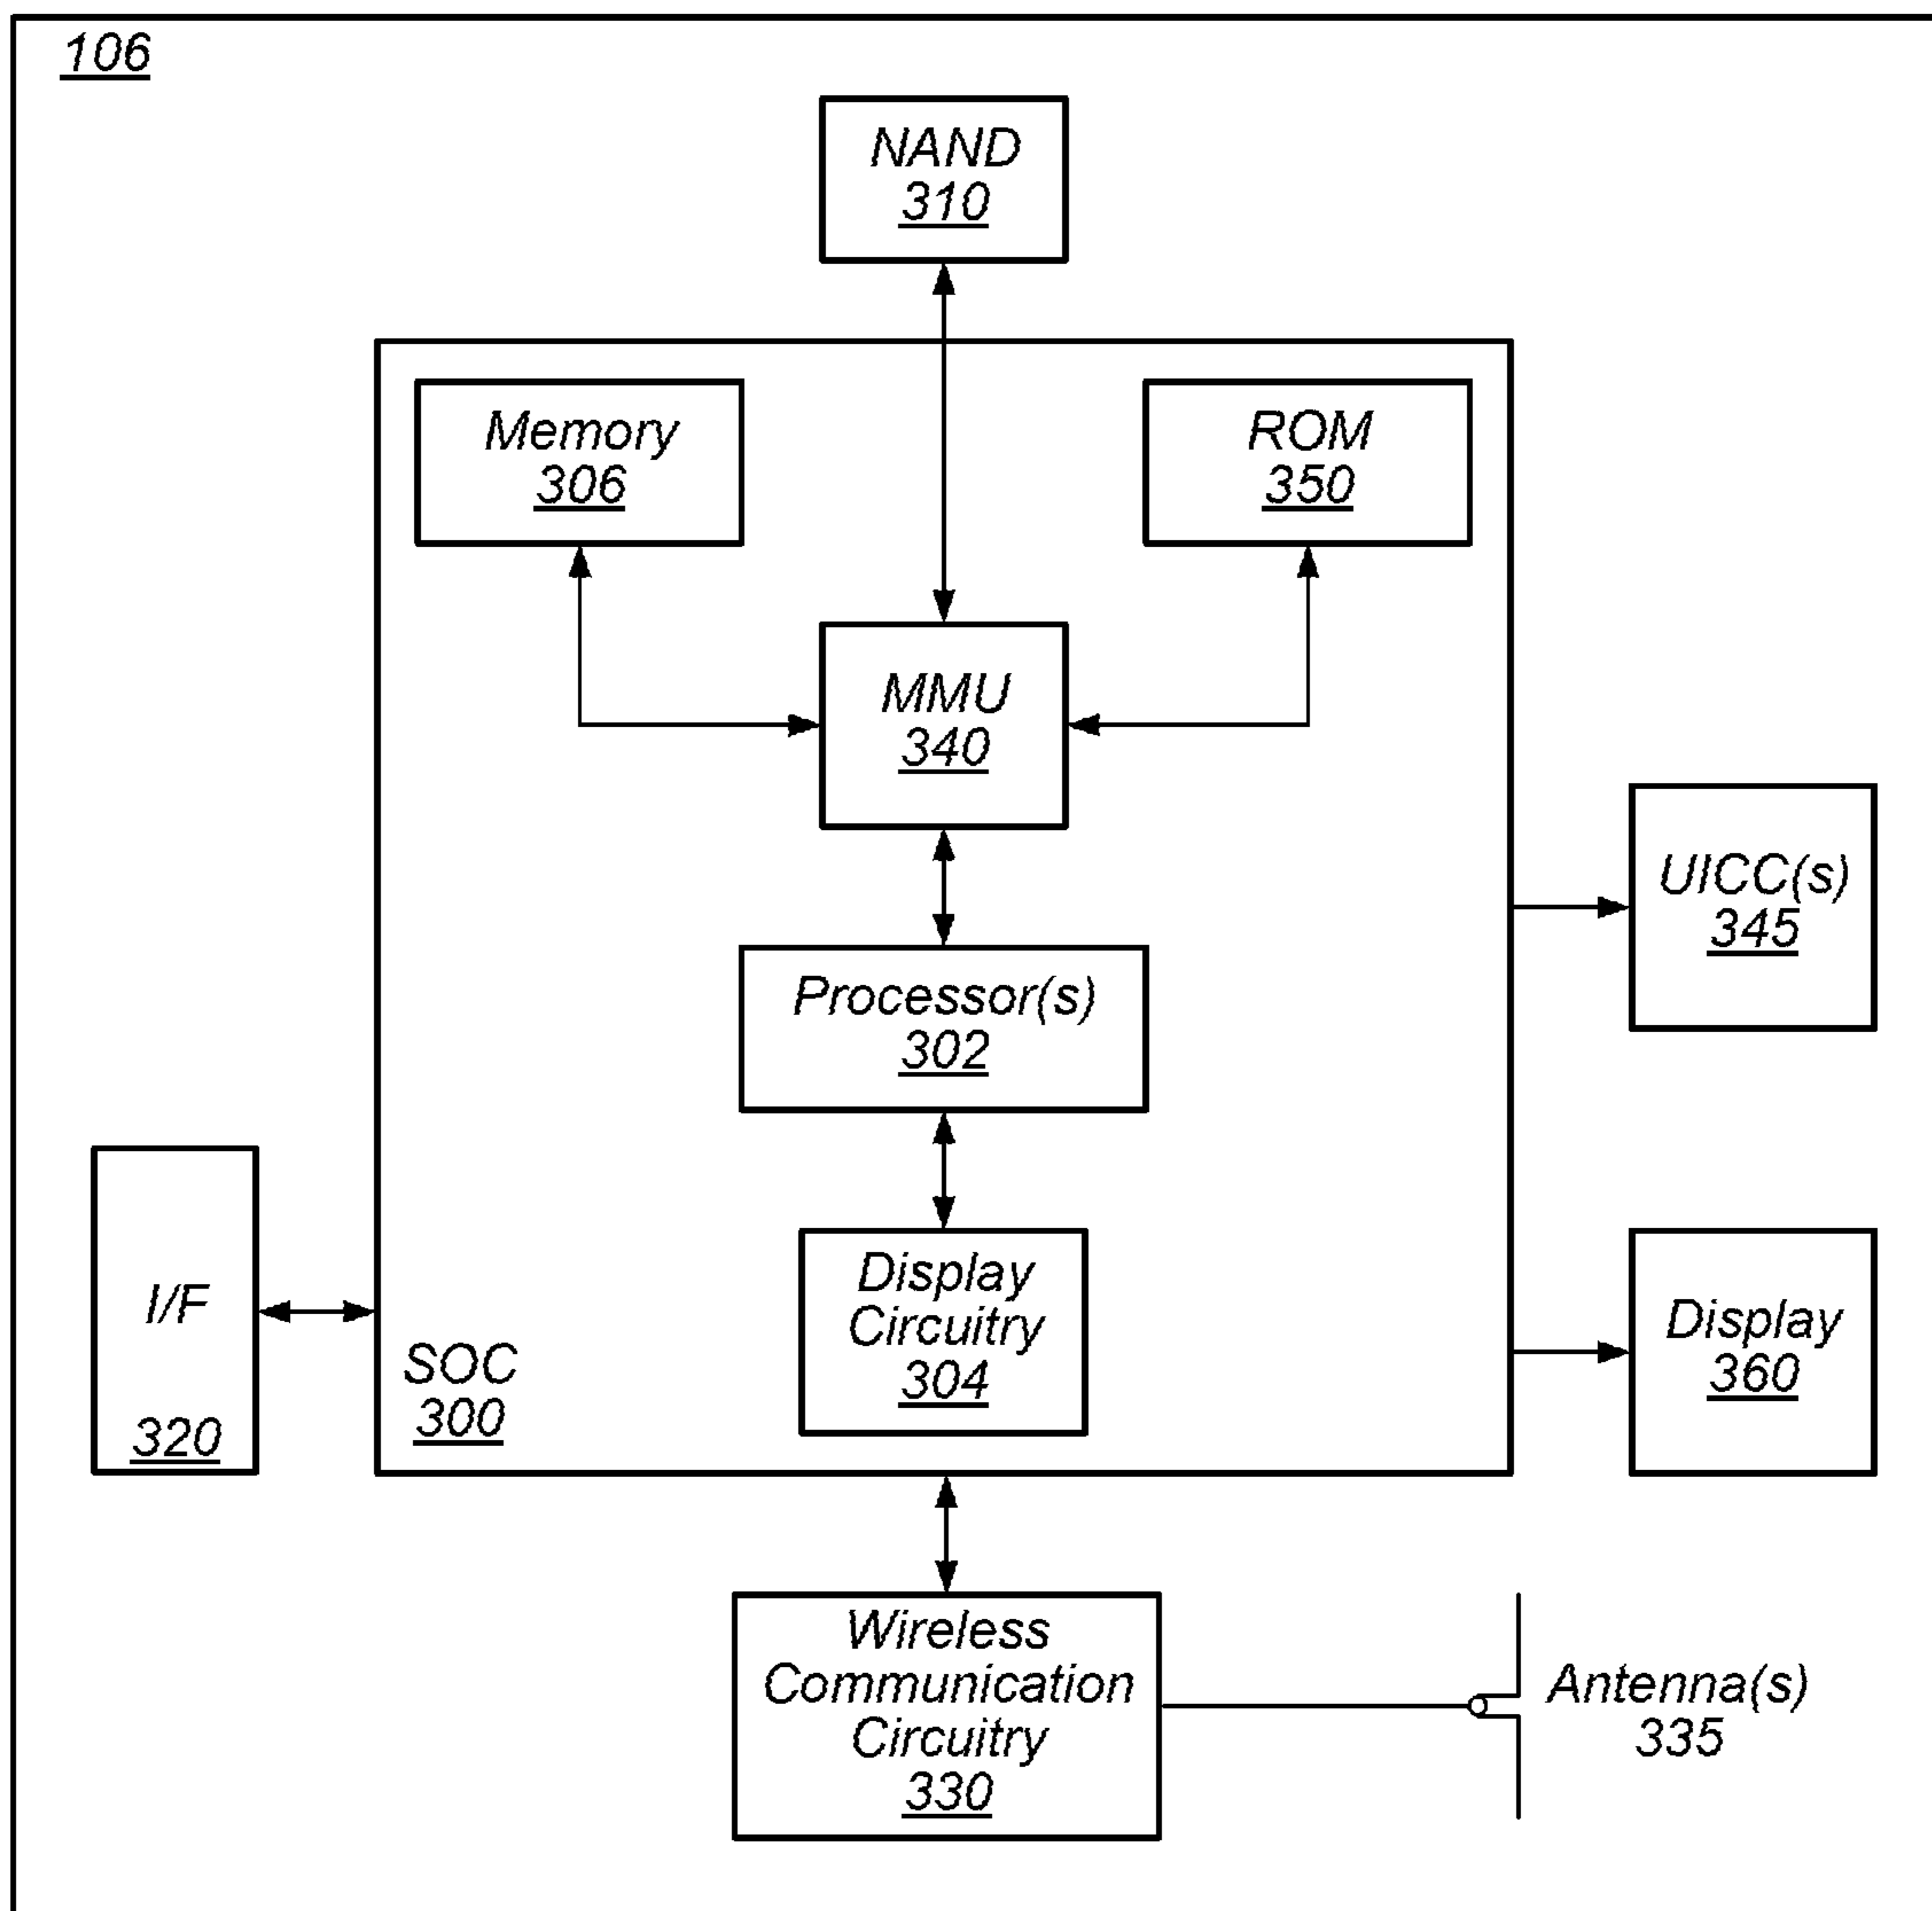 106
NAND
310
Memory
306
ROM
350
MMU
340
UICC(s)
345
Processor(s)
302
I/F
320
SOC
300
Display
Circuitry
304
Display
360
Wireless
Communication
Circuitry
330
Antenna(s)
335